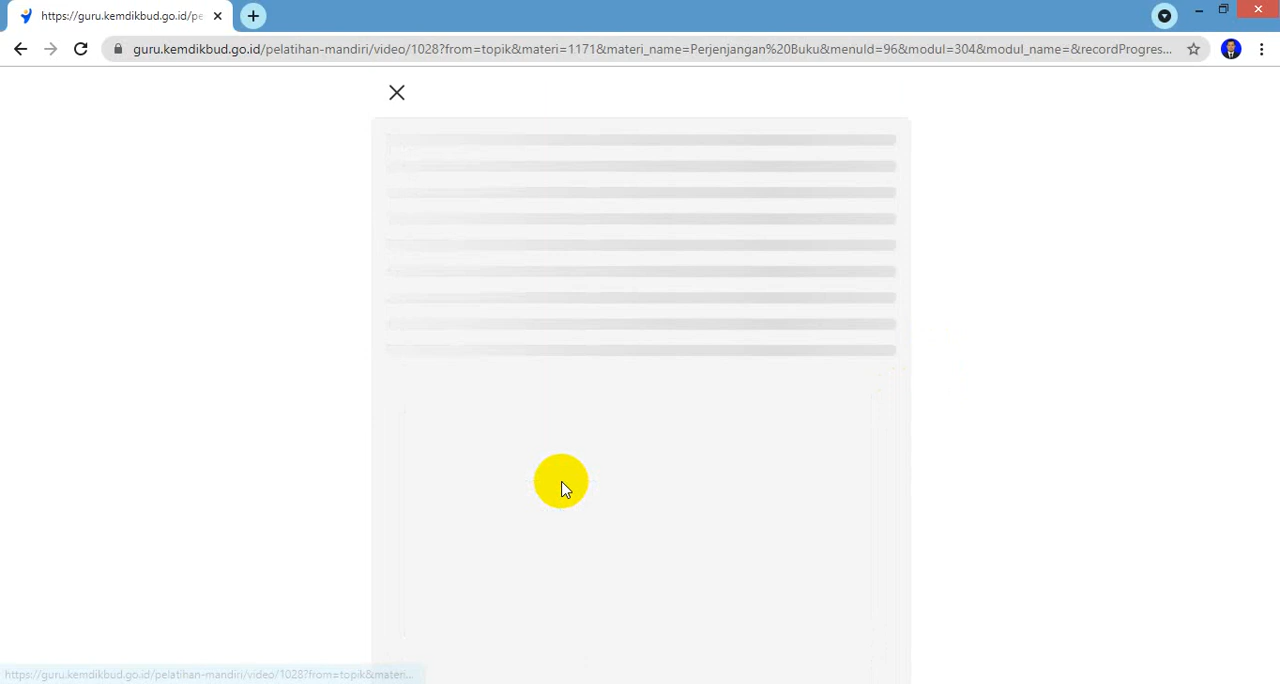 https://guru.kemdikbud.go.id/pe
guru.kemdikbud.go.id/pelatihan-mandiri/video/1028?from=topik&materi=1171&materi_name=Perjenjangan%20Buku&menuId=96&modul=304&modul_name=&recordProgres...
https://guru.kemdikbud.go.id/pelatihan-mandiri/video/1028?from=topik&materi...